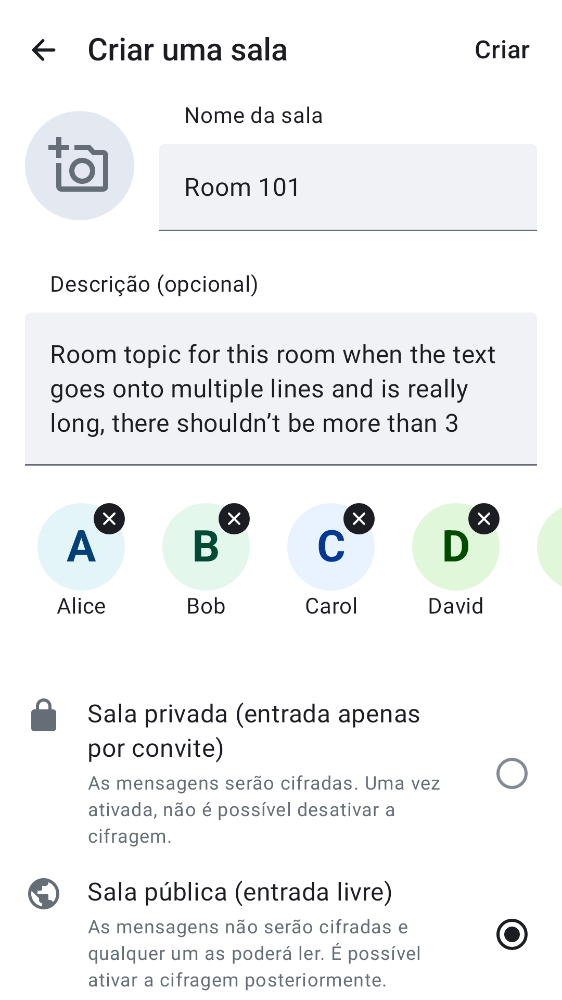 Criar uma sala
Criar
Nome da sala
Room 101
Descrição (opcional)
Room topic for this room when the text
goes onto multiple lines and is really
long, there shouldn’t be more than 3
A
B
C
D
Alice
Bob
Carol
David
Sala privada (entrada apenas
por convite)
As mensagens serão cifradas. Uma vez
ativada, não é possível desativar a
cifragem.
Sala pública (entrada livre)
As mensagens não serão cifradas e
qualquer um as poderá ler. É possível
ativar a cifragem posteriormente.